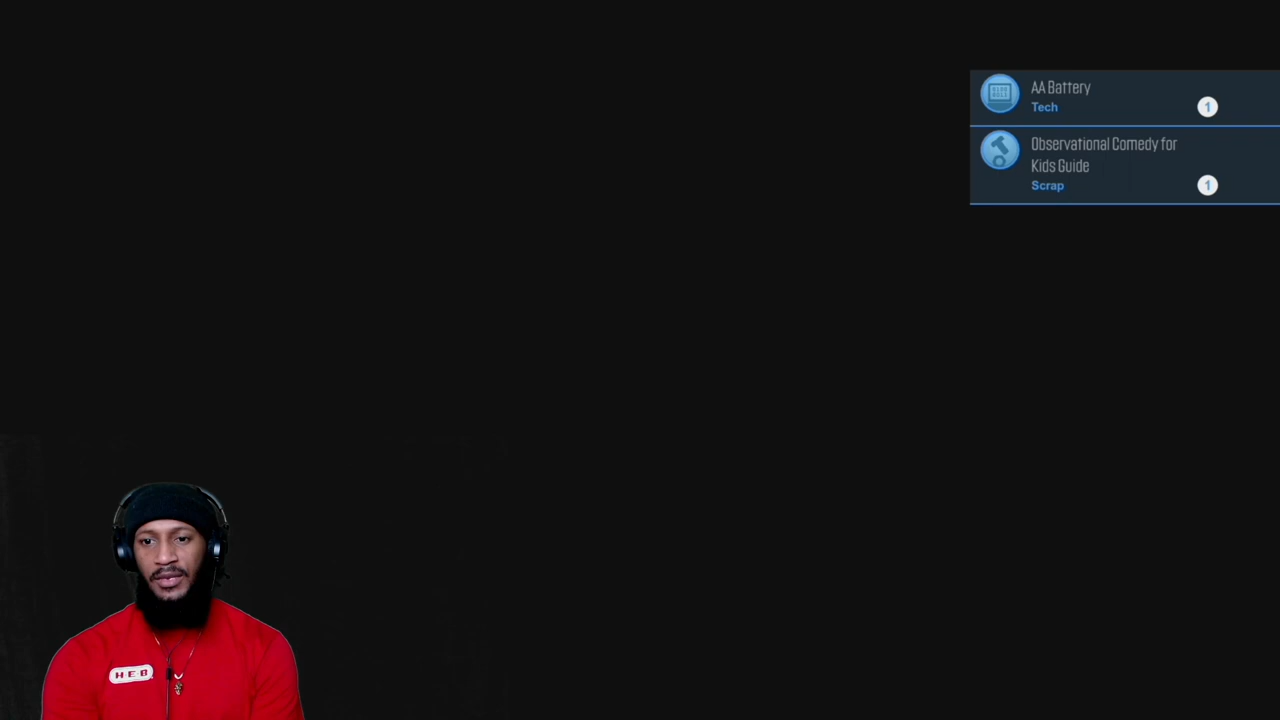 AA Battery
Tech
1
Observational Comedy for
Kids Guide
Scrap
1
H-E-B